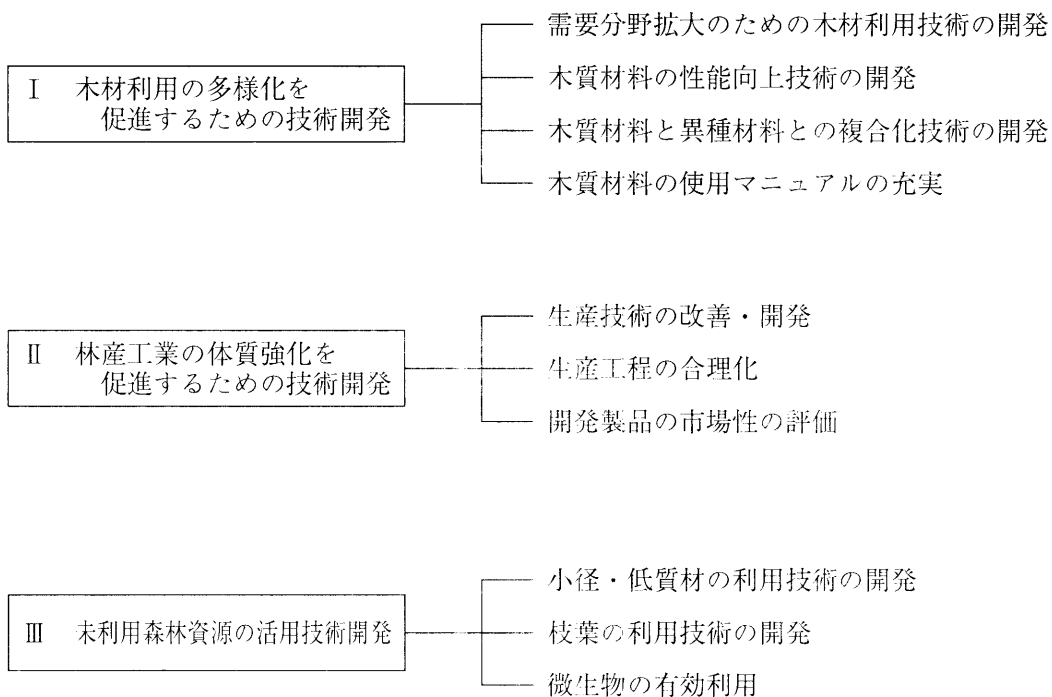 Ⅰ 木材利用の多様化を
促進するための技術開発
需要分野拡大のための木材利用技術の開発
木質材料の性能向上技術の開発
木質材料と異種材料との複合化技術の開発
木質材料の使用マニュアルの充実
Ⅱ 林産工業の体質強化を
促進するための技術開発
生産技術の改善・開発
生産工程の合理化
開発製品の市場性の評価
Ⅲ 未利用森林資源の活用技術開発
小径・低質材の利用技術の開発
枝葉の利用技術の開発
微生物の有効利用